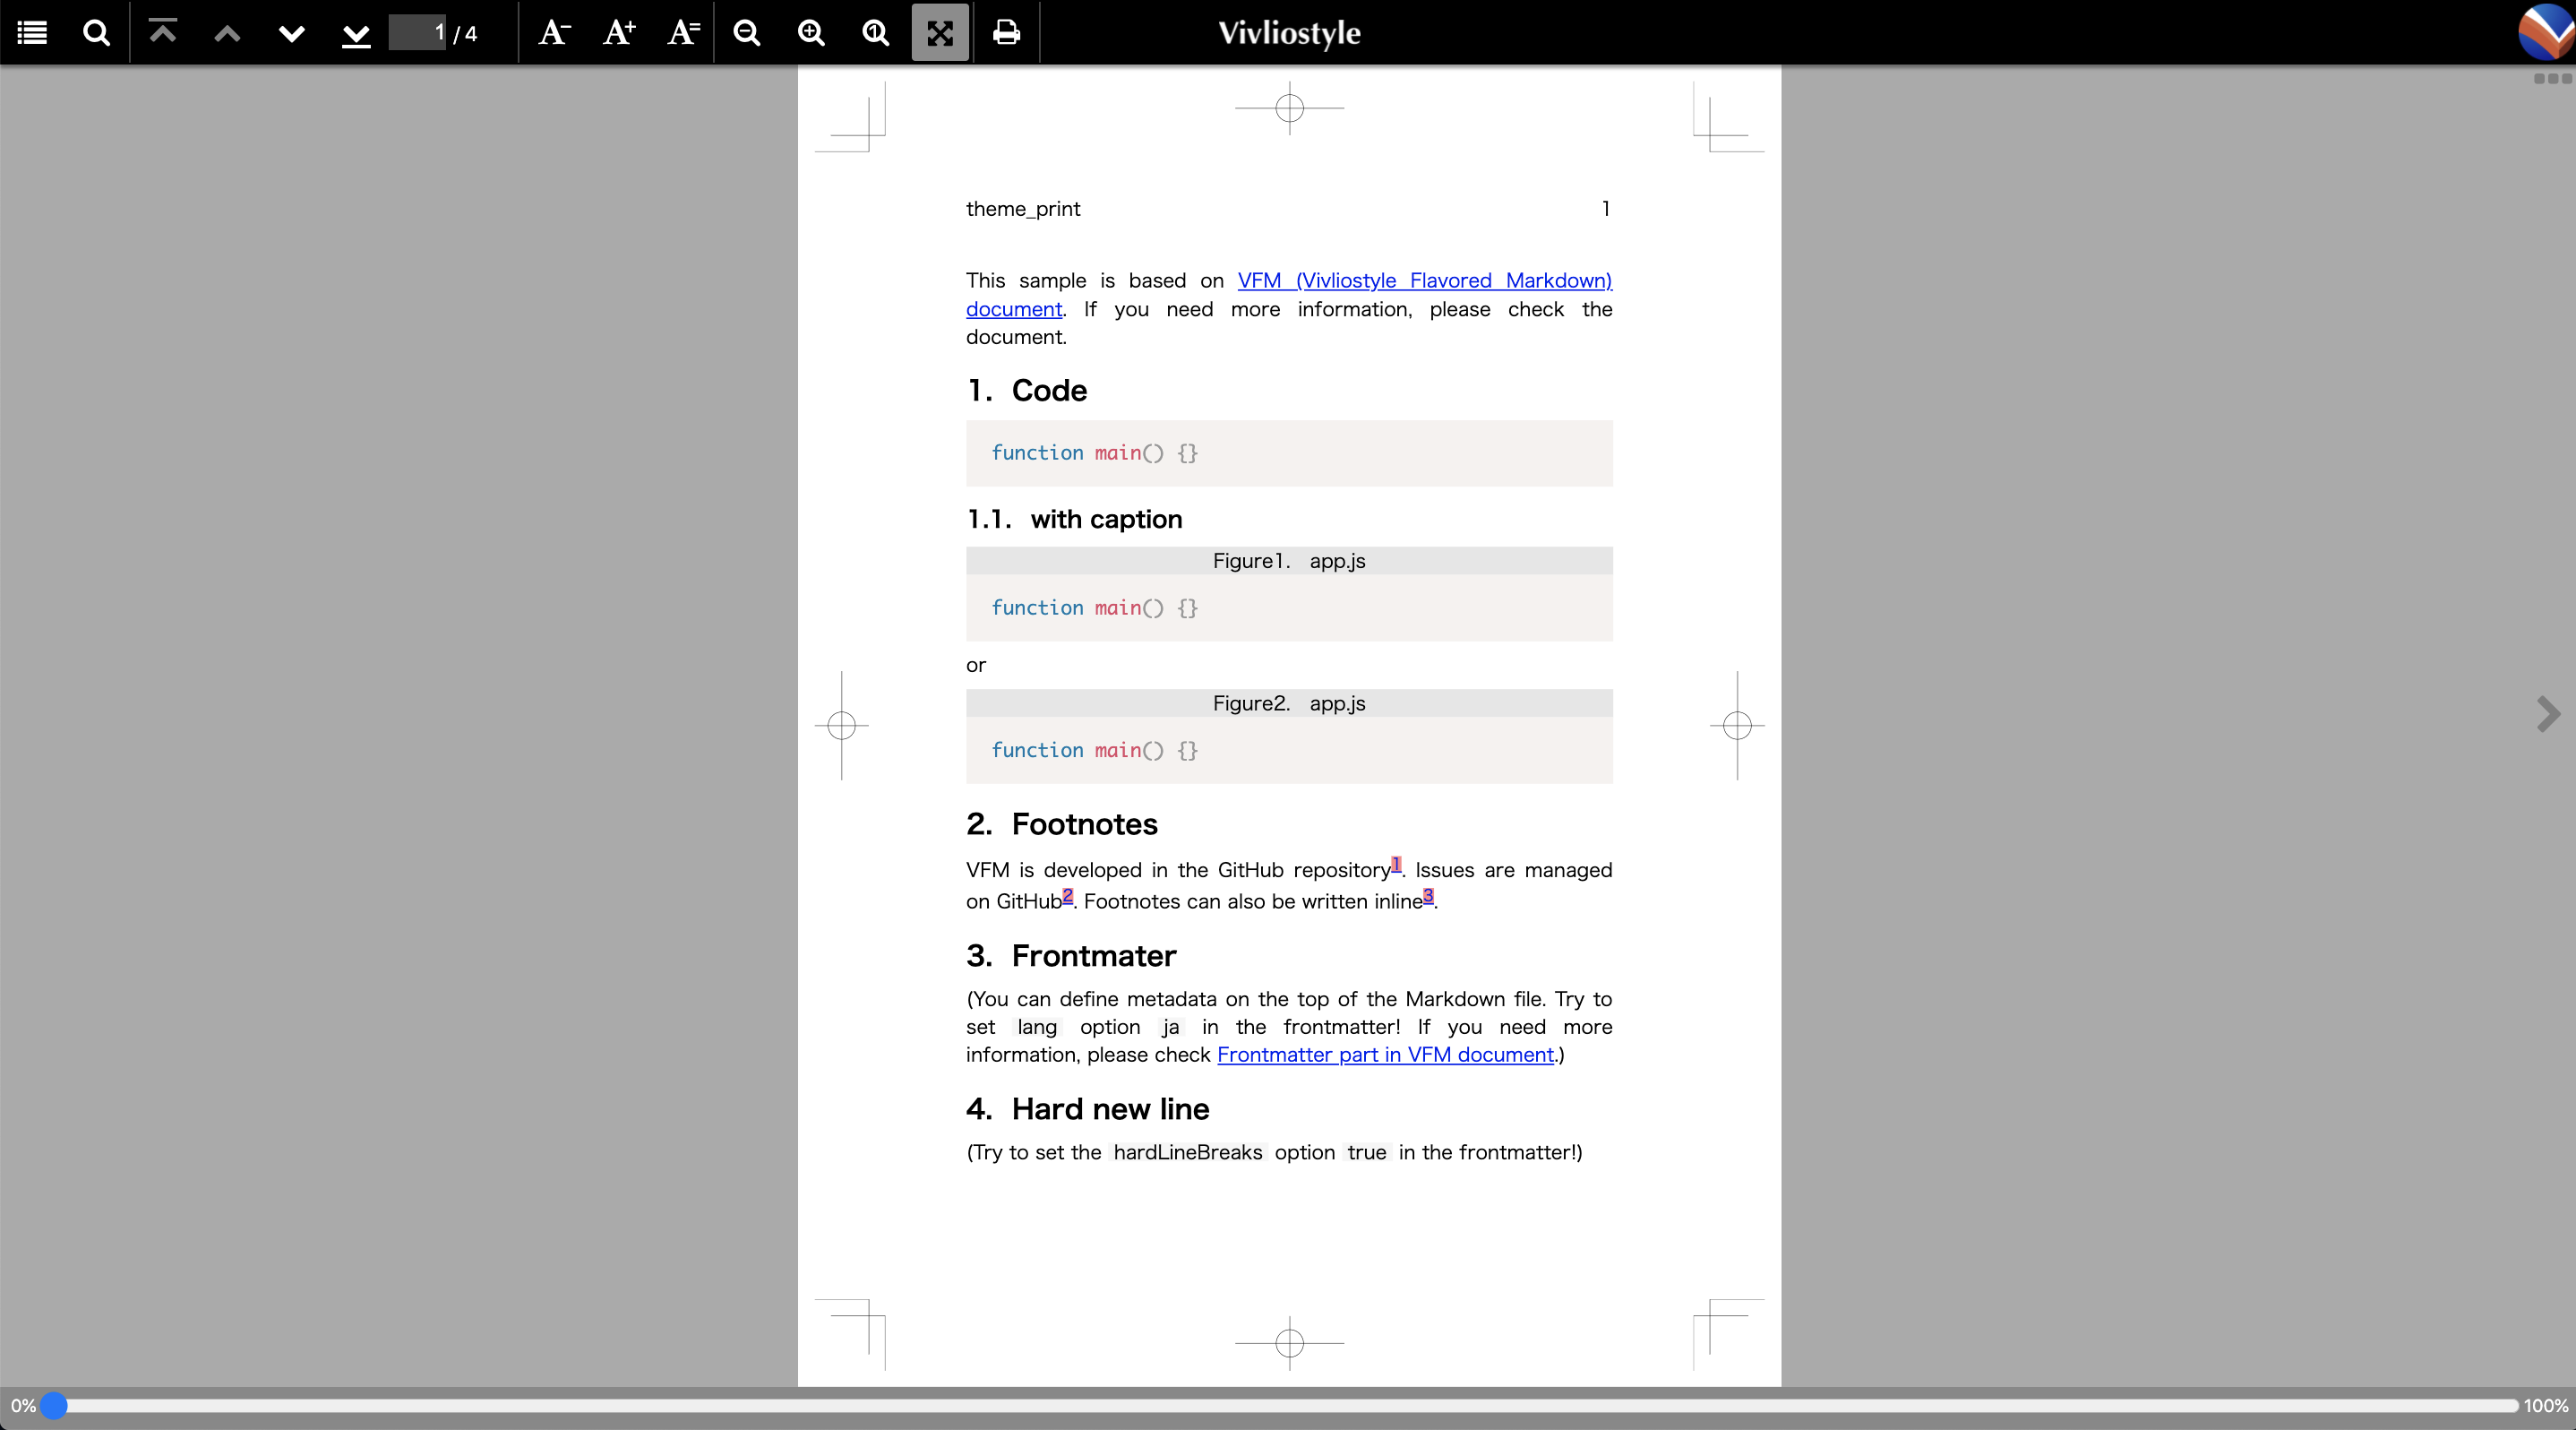 1 / 4 A- A+ A= 1 Vivliostyle
theme_print 1
This sample is based on VFM (Vivliostyle Flavored Markdown)
document. If you need more information, please check the
document.
1. Code
function main() {}
1.1. with caption
Figure1. app.js
function main() {}
or
Figure2. app.js
function main() {}
2. Footnotes
VFM is developed in the GitHub repository1. Issues are managed
on GitHub2. Footnotes can also be written inline3.
3. Frontmater
(You can define metadata on the top of the Markdown file. Try to
set lang option ja in the frontmatter! If you need more
information, please check Frontmatter part in VFM document.)
4. Hard new line
(Try to set the hardLineBreaks option true in the frontmatter!)
0% 100%